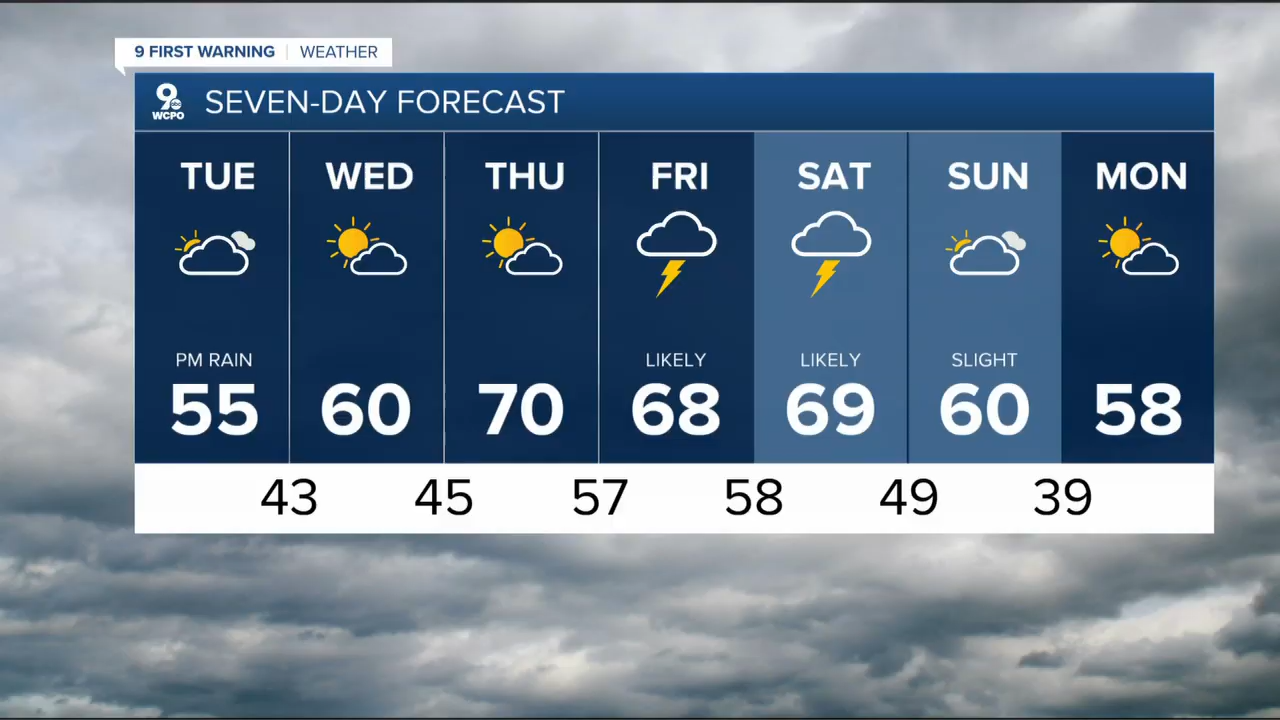 9 FIRST WARNING | WEATHER
9 abc WCPO
SEVEN-DAY FORECAST
TUE WED THU FRI SAT SUN MON
PM RAIN LIKELY LIKELY SLIGHT
55 60 70 68 69 60 58
43 45 57 58 49 39